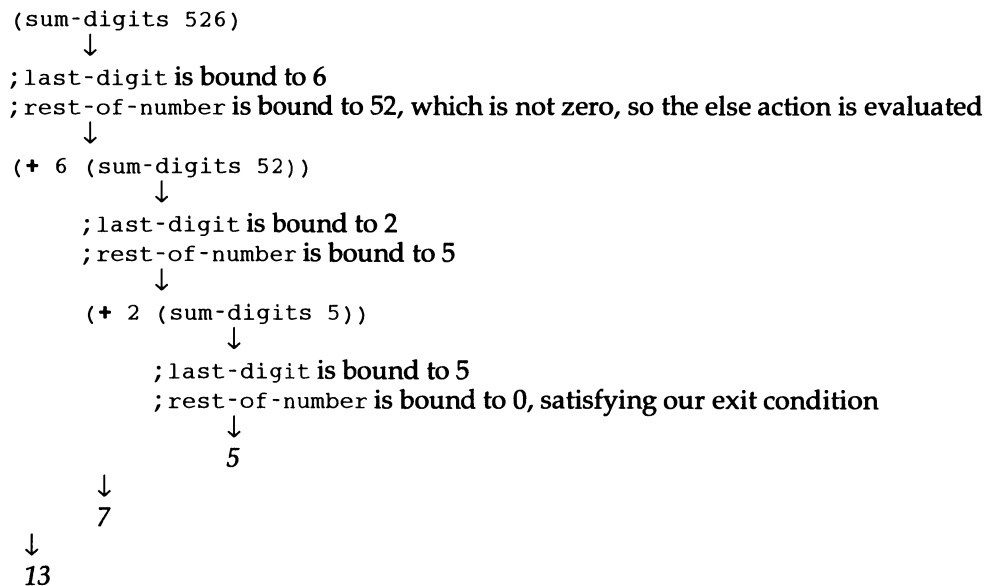 (sum-digits 526)
↓
;last-digit is bound to 6
;rest-of-number is bound to 52, which is not zero, so the else action is evaluated
↓
(+ 6 (sum-digits 52))
↓
;last-digit is bound to 2
;rest-of-number is bound to 5
↓
(+ 2 (sum-digits 5))
↓
;last-digit is bound to 5
;rest-of-number is bound to 0, satisfying our exit condition
↓
5
↓
7
↓
13